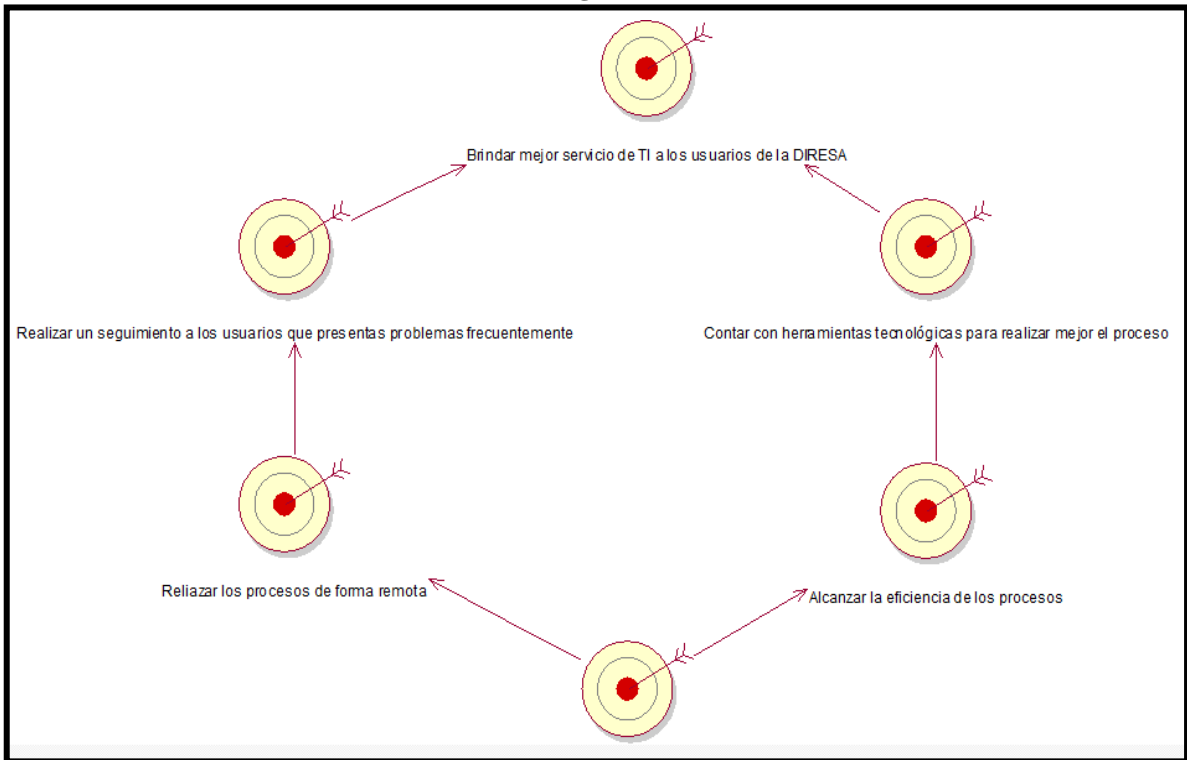 Brindar mejor servicio de TI a los usuarios de la DIRESA
Realizar un seguimiento a los usuarios que presentas problemas frecuentemente
Contar con herramientas tecnológicas para realizar mejor el proceso
Reliazar los procesos de forma remota
Alcanzar la eficiencia de los procesos